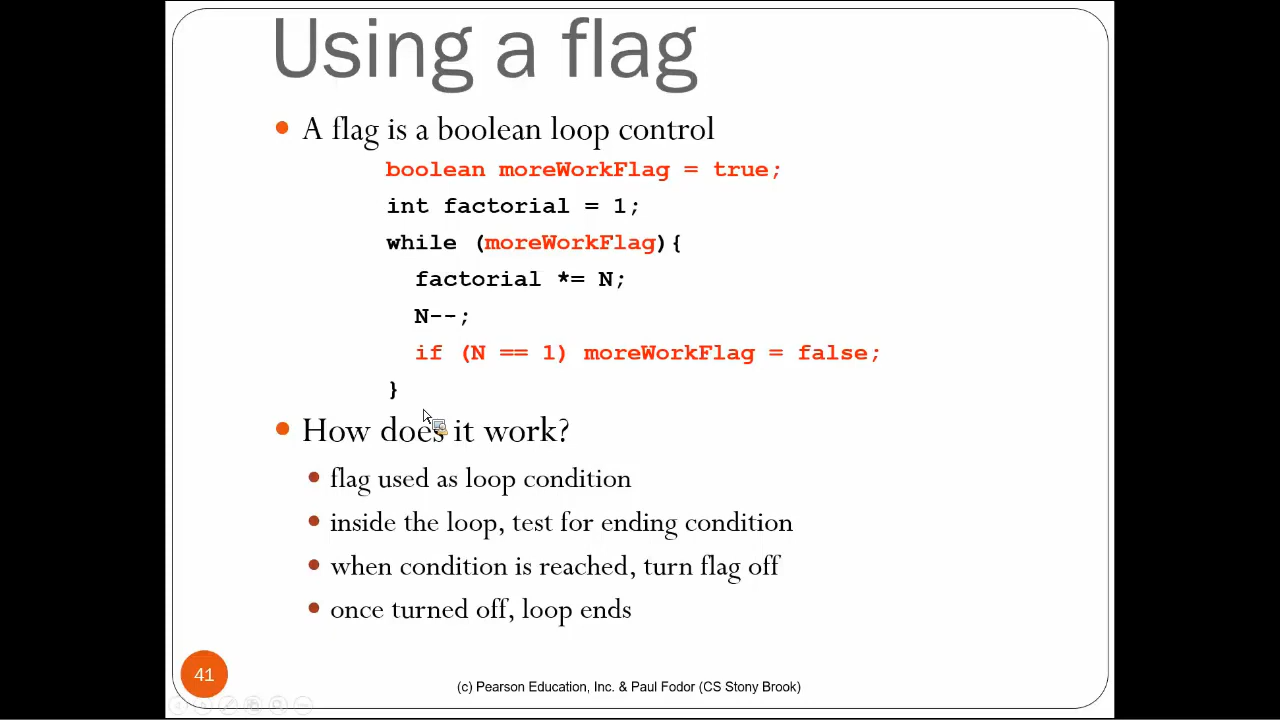 Using a flag
A flag is a boolean loop control
boolean moreWorkFlag = true;
int factorial = 1;
while (moreWorkFlag){
factorial *= N;
N--;
if (N == 1) moreWorkFlag = false;
}
How does it work?
flag used as loop condition
inside the loop, test for ending condition
when condition is reached, turn flag off
once turned off, loop ends
41
(c) Pearson Education, Inc. & Paul Fodor (CS Stony Brook)